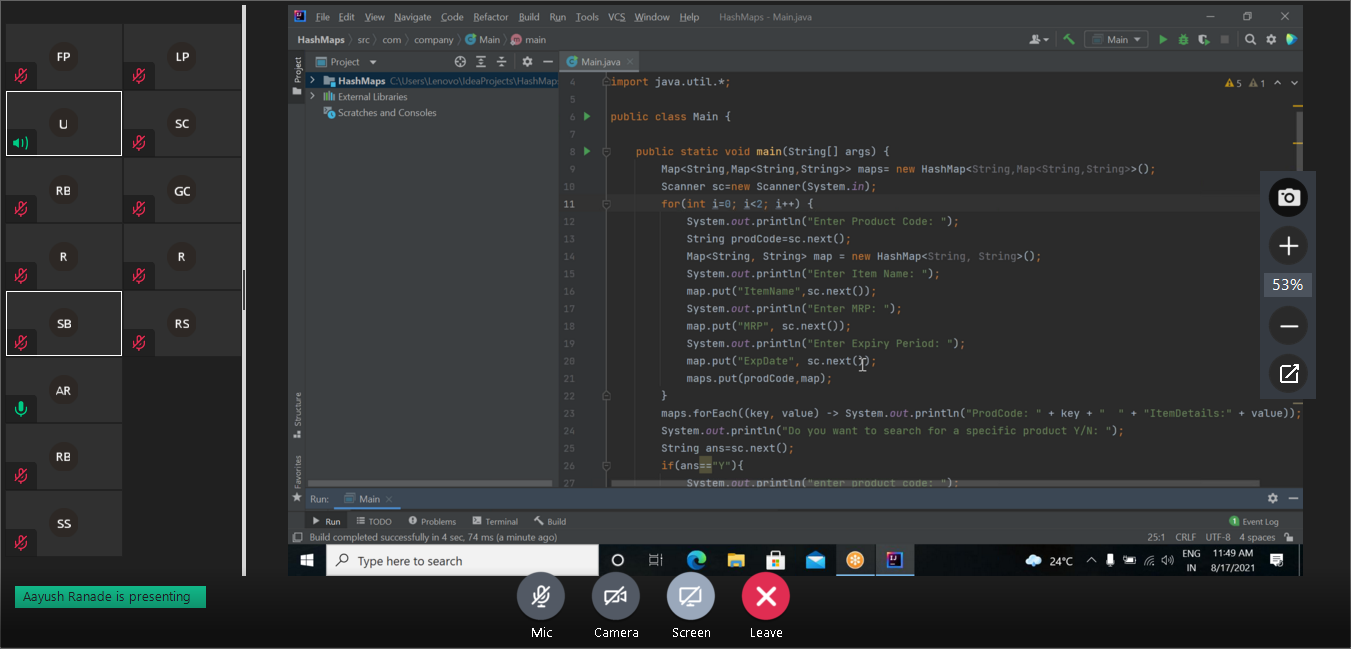 FP
LP
U
SC
RB
GC
R
R
SB
RS
AR
RB
SS
Aayush Ranade is presenting
File Edit View Navigate Code Refactor Build Run Tools VCS Window Help HashMaps - Main.java
HashMaps src com company Main main
Main
Project
Project
Main.java
HashMaps C:\Users\Lenovo\IdeaProjects\HashMaps
External Libraries
Scratches and Consoles
5 1
4 import java.util.*;
5
6 public class Main {
7
8 public static void main(String[] args) {
9 Map<String,Map<String,String>> maps= new HashMap<String,Map<String,String>>();
10 Scanner sc=new Scanner(System.in);
11 for(int i=0; i<2; i++) {
12 System.out.println("Enter Product Code: ");
13 String prodCode=sc.next();
14 Map<String, String> map = new HashMap<String, String>();
15 System.out.println("Enter Item Name: ");
16 map.put("ItemName",sc.next());
17 System.out.println("Enter MRP: ");
18 map.put("MRP", sc.next());
19 System.out.println("Enter Expiry Period: ");
20 map.put("ExpDate", sc.next());
21 maps.put(prodCode,map);
22 }
23 maps.forEach((key, value) -> System.out.println("ProdCode: " + key + "  " + "ItemDetails:" + value));
24 System.out.println("Do you want to search for a specific product Y/N: ");
25 String ans=sc.next();
26 if(ans=="Y"){
27 System.out.println("enter product code: ");
Structure
Favorites
Run: Main
Run TODO Problems Terminal Build 1 Event Log
Build completed successfully in 4 sec, 74 ms (a minute ago) 25:1 CRLF UTF-8 4 spaces
Type here to search
24°C
ENG
IN
11:49 AM
8/17/2021
53%
Mic Camera Screen Leave